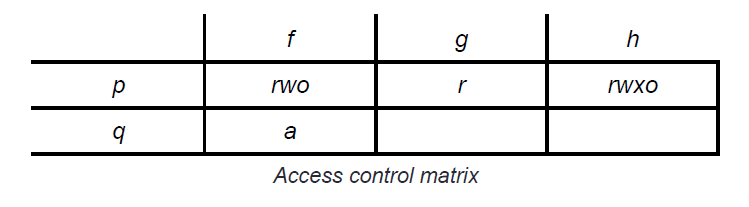 f g h
p rwo r rwxo
q a
Access control matrix